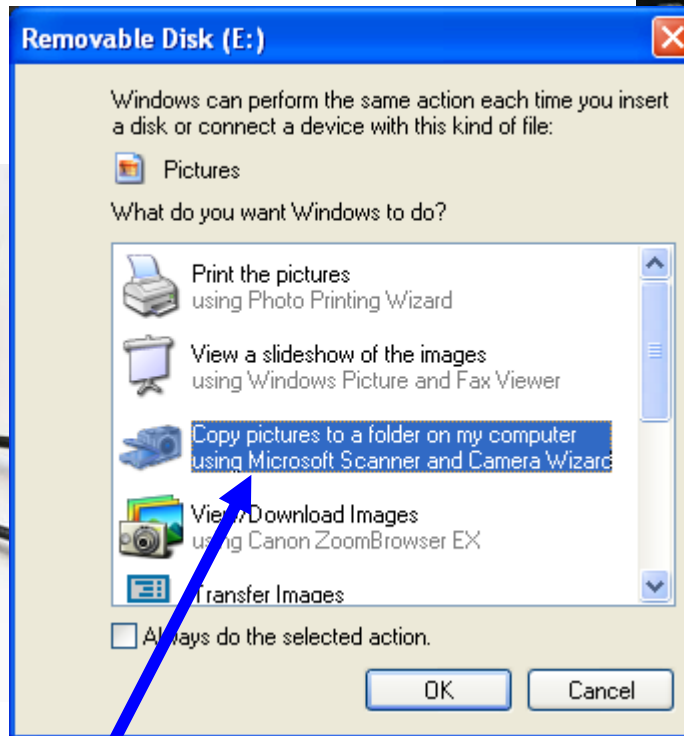 Removable Disk (E:)
Windows can perform the same action each time you insert
a disk or connect a device with this kind of file:
Pictures
What do you want Windows to do?
Print the pictures
using Photo Printing Wizard
View a slideshow of the images
using Windows Picture and Fax Viewer
Copy pictures to a folder on my computer
using Microsoft Scanner and Camera Wizard
View/Download Images
using Canon ZoomBrowser EX
Transfer Images
Always do the selected action.
OK Cancel